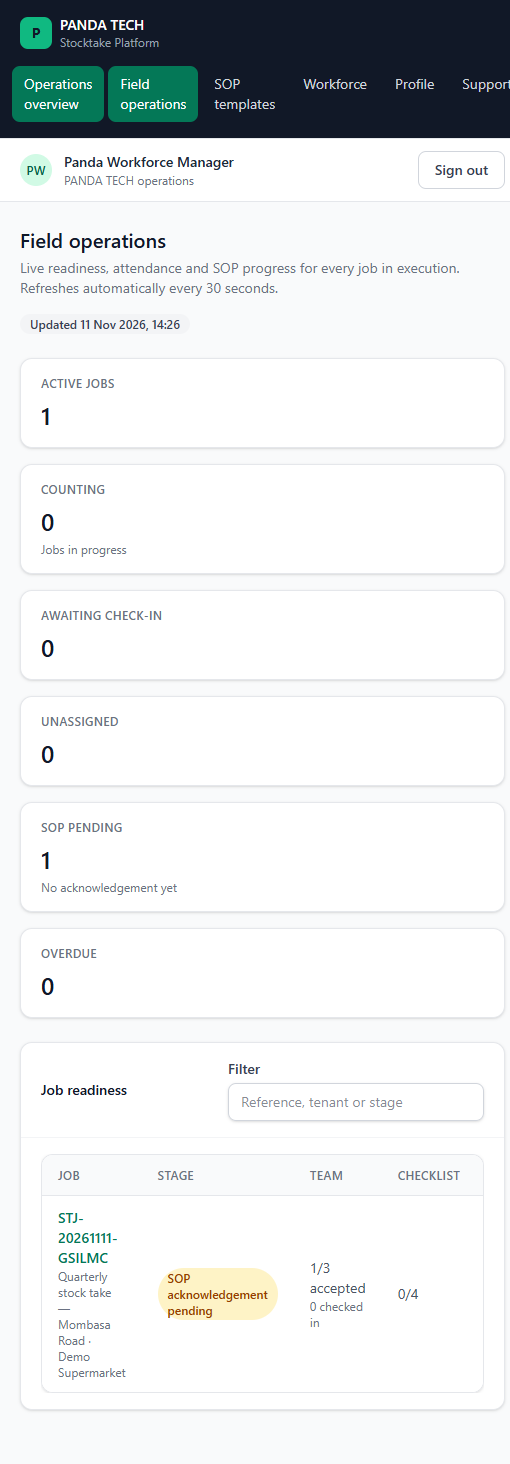 P
PANDA TECH
Stocktake Platform
Operations overview
Field operations
SOP templates
Workforce
Profile
Support
PW
Panda Workforce Manager
PANDA TECH operations
Sign out
Field operations
Live readiness, attendance and SOP progress for every job in execution.
Refreshes automatically every 30 seconds.
Updated 11 Nov 2026, 14:26
ACTIVE JOBS
1
COUNTING
0
Jobs in progress
AWAITING CHECK-IN
0
UNASSIGNED
0
SOP PENDING
1
No acknowledgement yet
OVERDUE
0
Job readiness
Filter
Reference, tenant or stage
JOB
STAGE
TEAM
CHECKLIST
STJ-
20261111-
GSILMC
Quarterly
stock take
—
Mombasa
Road ·
Demo
Supermarket
SOP
acknowledgement
pending
1/3
accepted
0 checked
in
0/4